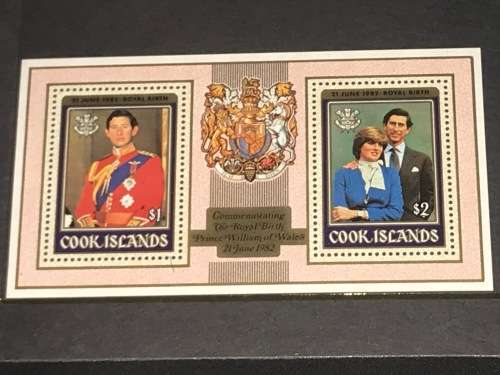 21 JUNE 1982 · ROYAL BIRTH
$1
COOK ISLANDS
Commemorating
The Royal Birth
Prince William of Wales
21 June 1982
21 JUNE 1982 · ROYAL BIRTH
$2
COOK ISLANDS